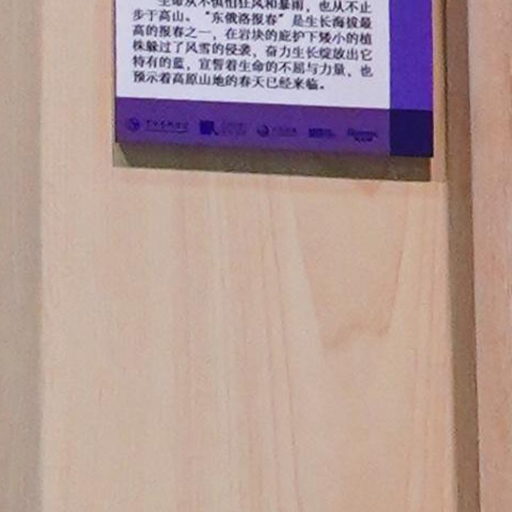 生命从不惧怕狂风和暴雨，也从不止
步于高山。“东俄洛报春”是生长海拔最
高的报春之一，在岩块的庇护下矮小的植
株躲过了风雪的侵袭，奋力生长绽放出它
特有的蓝，宣誓着生命的不屈与力量，也
预示着高原山地的春天已经来临。